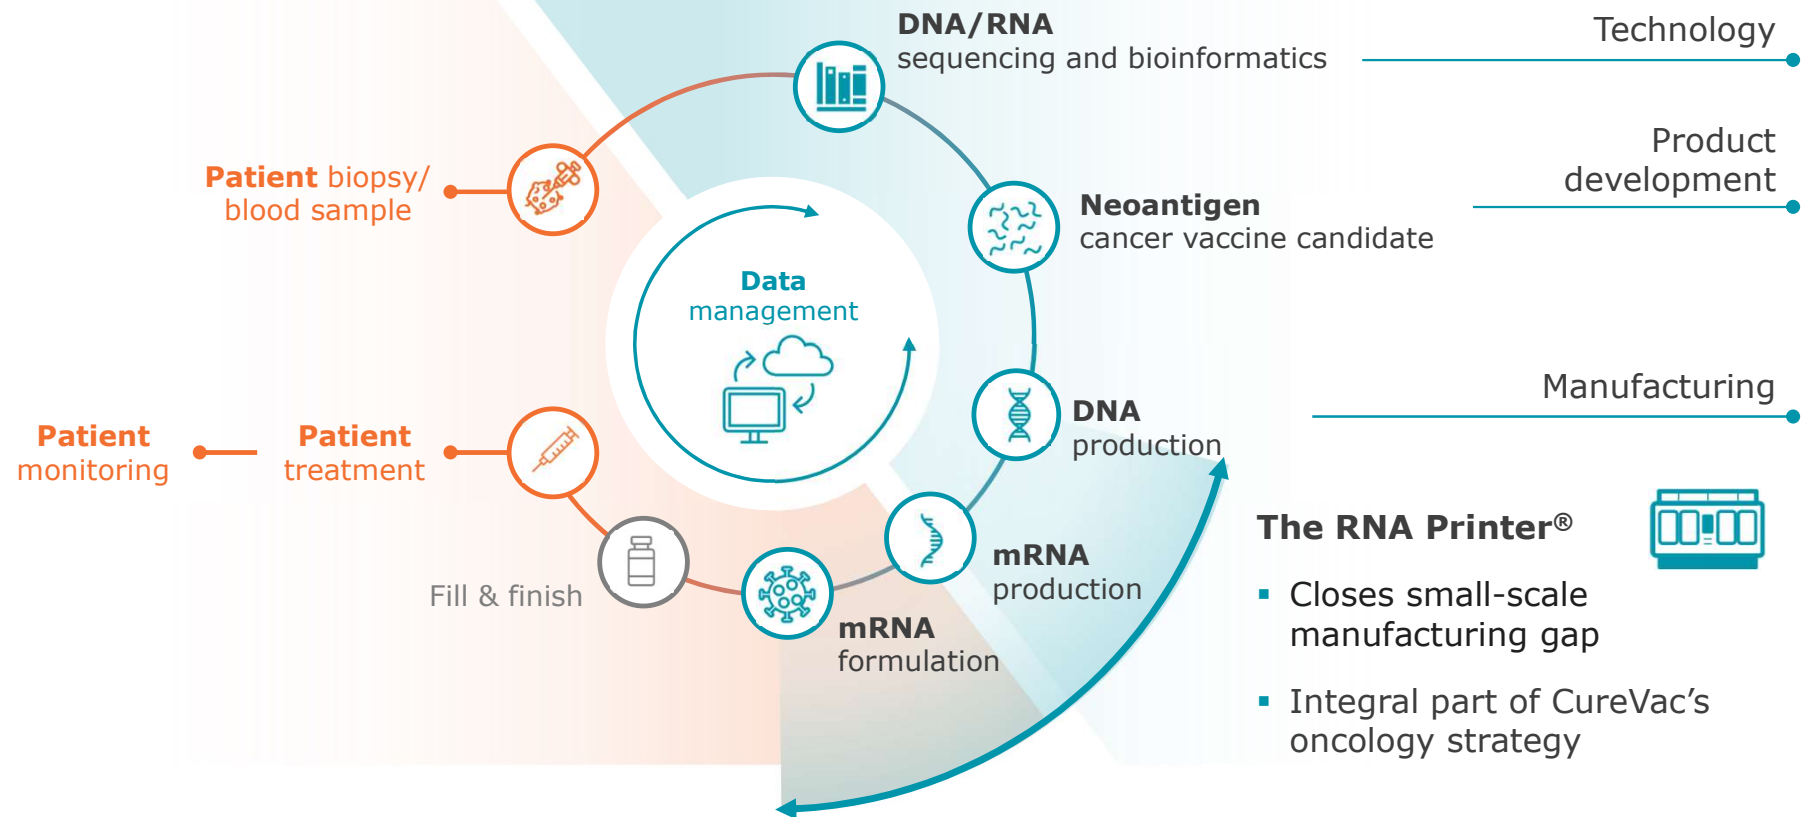 DNA/RNA
sequencing and bioinformatics
Technology
Product
development
Patient biopsy/
blood sample
Neoantigen
cancer vaccine candidate
Data
management
Manufacturing
DNA
production
Patient
monitoring
Patient
treatment
The RNA Printer®
mRNA
production
Fill & finish
Closes small-scale
manufacturing gap
mRNA
formulation
Integral part of CureVac’s
oncology strategy